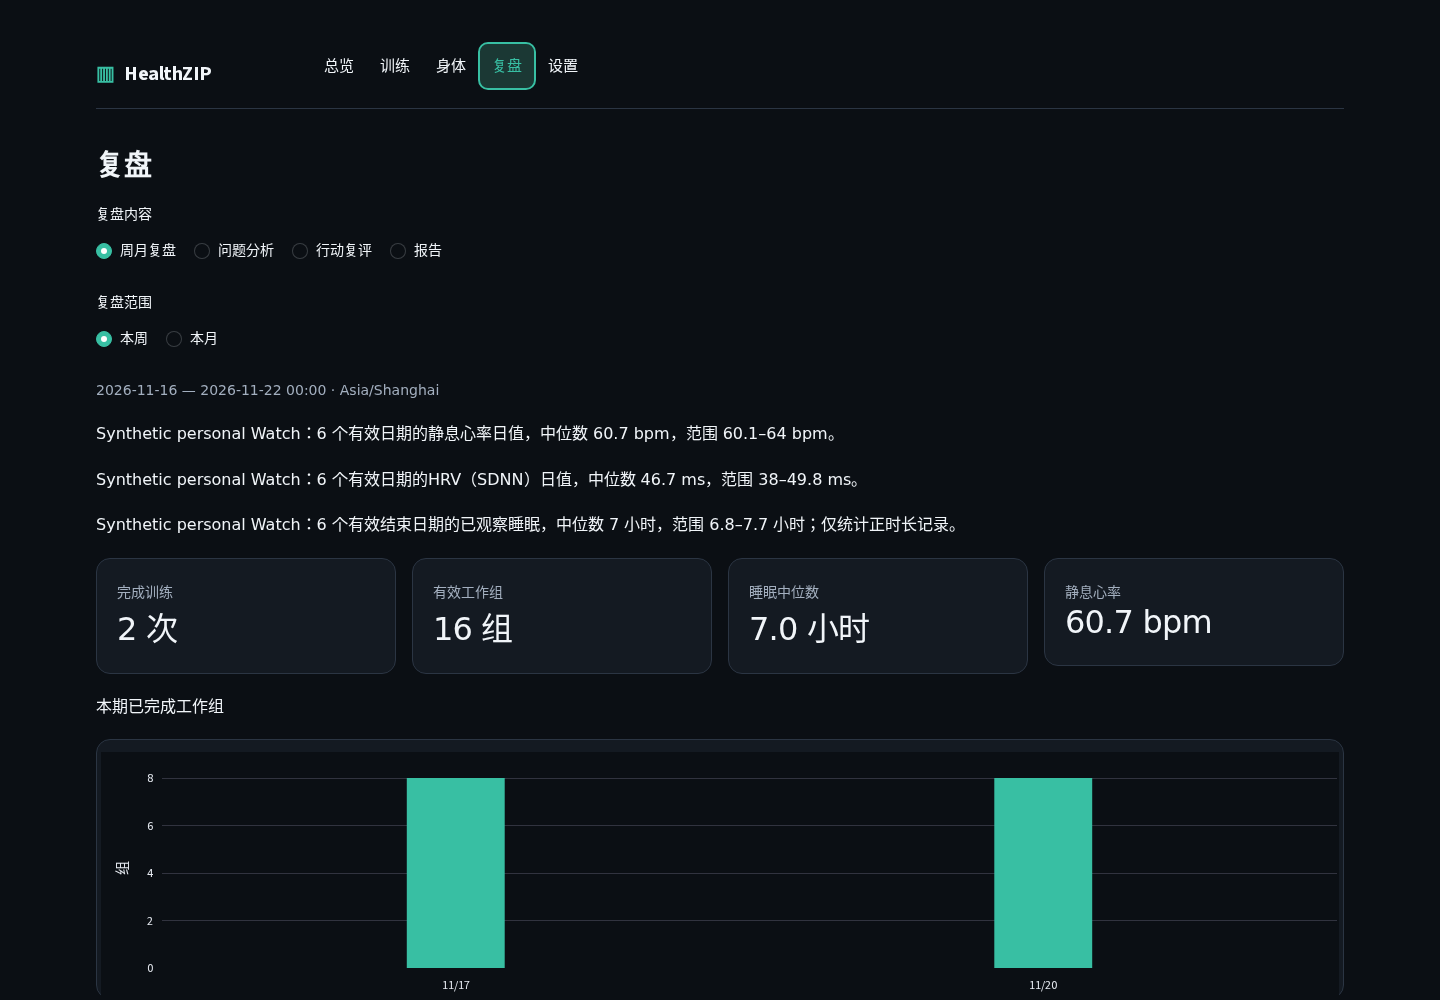 HealthZIP
总览 训练 身体 复盘 设置
复盘
复盘内容
周月复盘 问题分析 行动复评 报告
复盘范围
本周 本月
2026-11-16 — 2026-11-22 00:00 · Asia/Shanghai
Synthetic personal Watch：6 个有效日期的静息心率日值，中位数 60.7 bpm，范围 60.1–64 bpm。
Synthetic personal Watch：6 个有效日期的HRV（SDNN）日值，中位数 46.7 ms，范围 38–49.8 ms。
Synthetic personal Watch：6 个有效结束日期的已观察睡眠，中位数 7 小时，范围 6.8–7.7 小时；仅统计正时长记录。
完成训练
2 次
有效工作组
16 组
睡眠中位数
7.0 小时
静息心率
60.7 bpm
本期已完成工作组
8
6
组
4
2
0
11/17 11/20